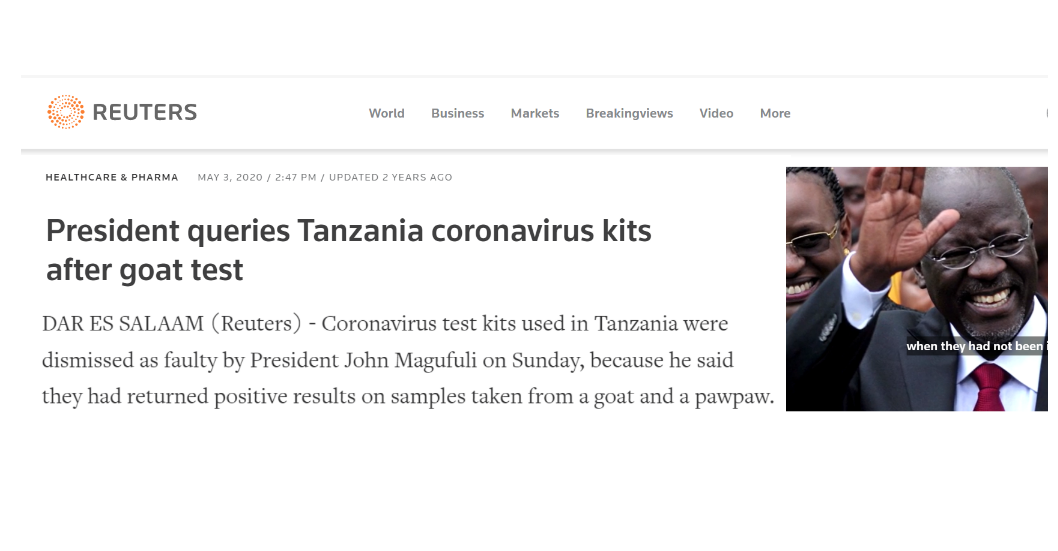 REUTERS
World Business Markets Breakingviews Video More
HEALTHCARE & PHARMA MAY 3, 2020 / 2:47 PM / UPDATED 2 YEARS AGO
President queries Tanzania coronavirus kits
after goat test
DAR ES SALAAM (Reuters) - Coronavirus test kits used in Tanzania were
dismissed as faulty by President John Magufuli on Sunday, because he said
they had returned positive results on samples taken from a goat and a pawpaw.
when they had not been